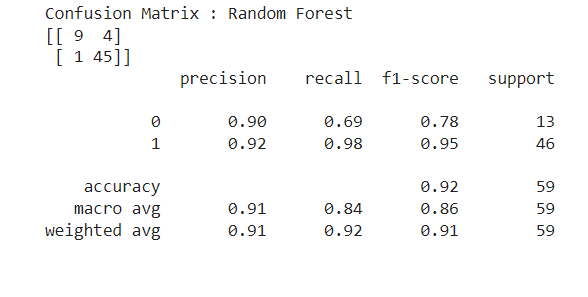 Confusion Matrix : Random Forest
[[ 9  4]
 [ 1 45]]
              precision    recall  f1-score   support
           0       0.90      0.69      0.78        13
           1       0.92      0.98      0.95        46
    accuracy                           0.92        59
   macro avg       0.91      0.84      0.86        59
weighted avg       0.91      0.92      0.91        59